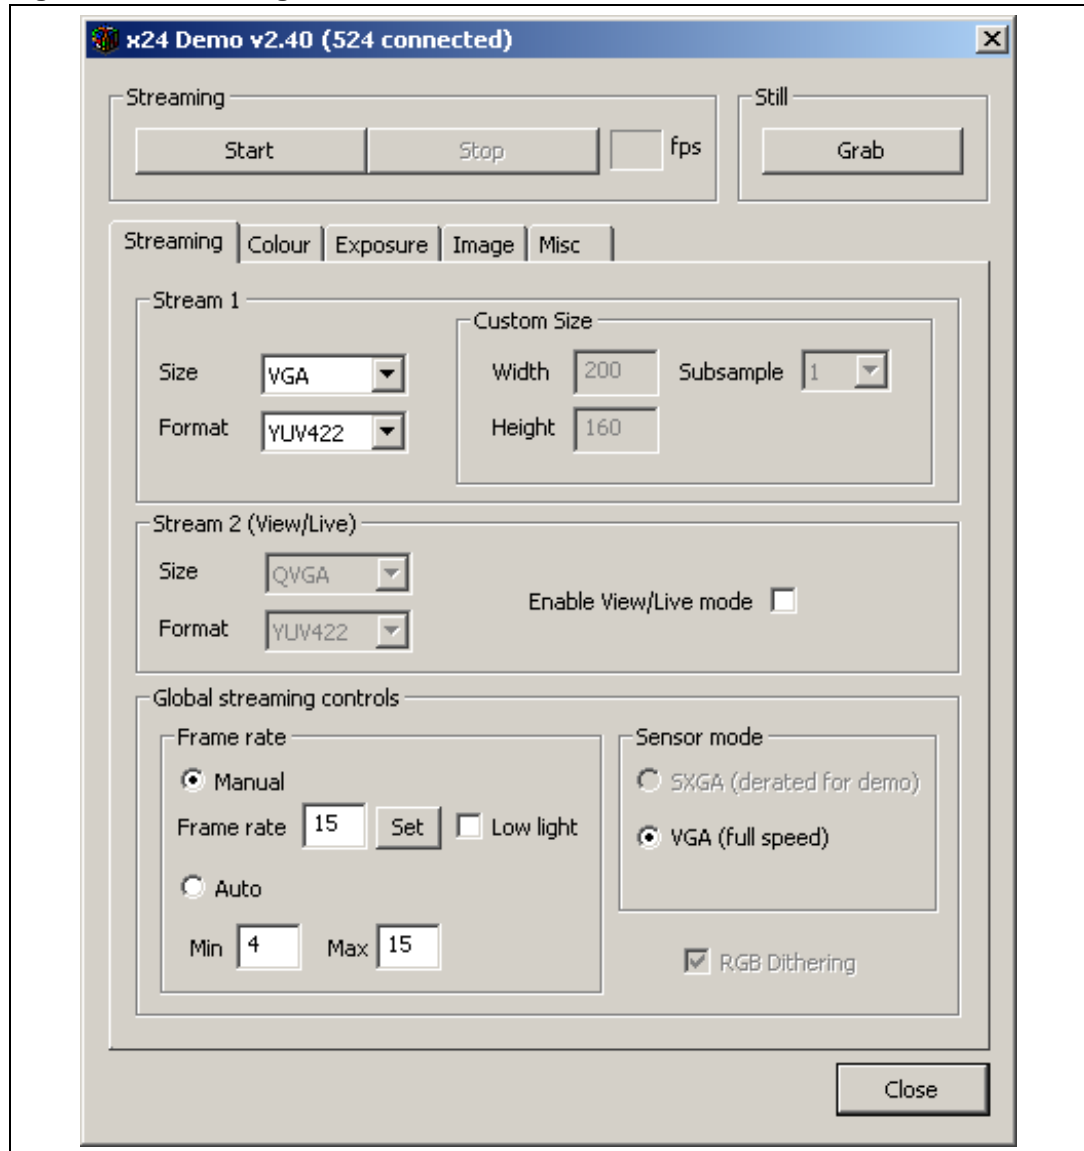 x24 Demo v2.40 (524 connected)
Streaming
Still
Start
Stop
fps
Grab
Streaming
Colour
Exposure
Image
Misc
Stream 1
Custom Size
Size
VGA
Width
200
Subsample
1
Format
YUV422
Height
160
Stream 2 (View/Live)
Size
QVGA
Enable View/Live mode
Format
YUV422
Global streaming controls
Frame rate
Sensor mode
Manual
SXGA (derated for demo)
Frame rate
15
Set
Low light
VGA (full speed)
Auto
Min
4
Max
15
RGB Dithering
Close